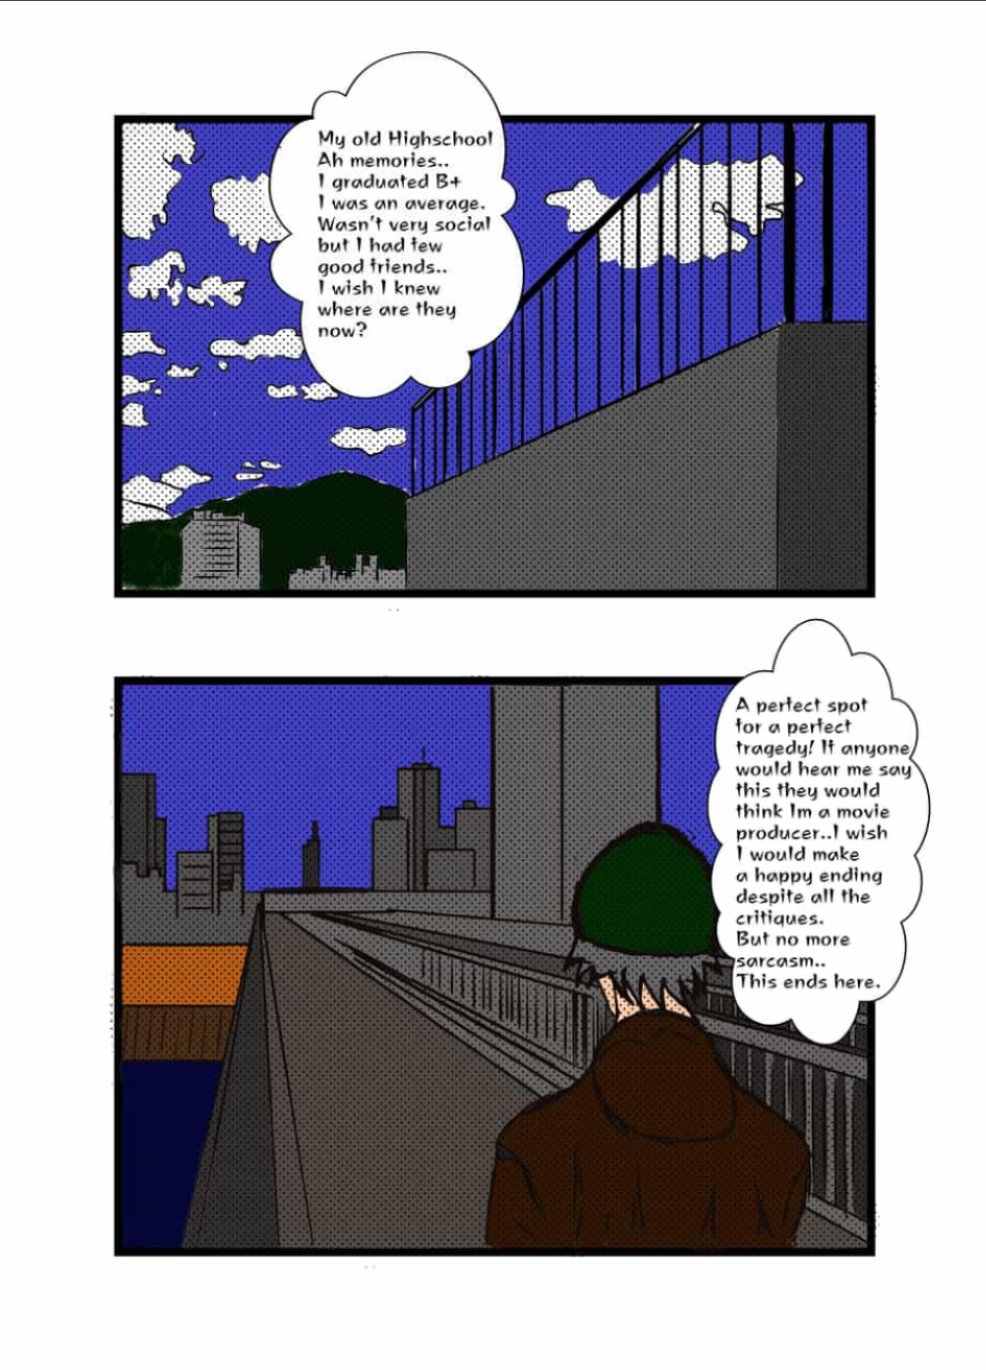 My old Highschool
Ah memories..
I graduated B+
I was an average.
Wasn't very social
but I had few
good friends..
I wish I knew
where are they
now?
A perfect spot
for a perfect
tragedy! If anyone
would hear me say
this they would
think Im a movie
producer..I wish
I would make
a happy ending
despite all the
critiques.
But no more
sarcasm..
This ends here.